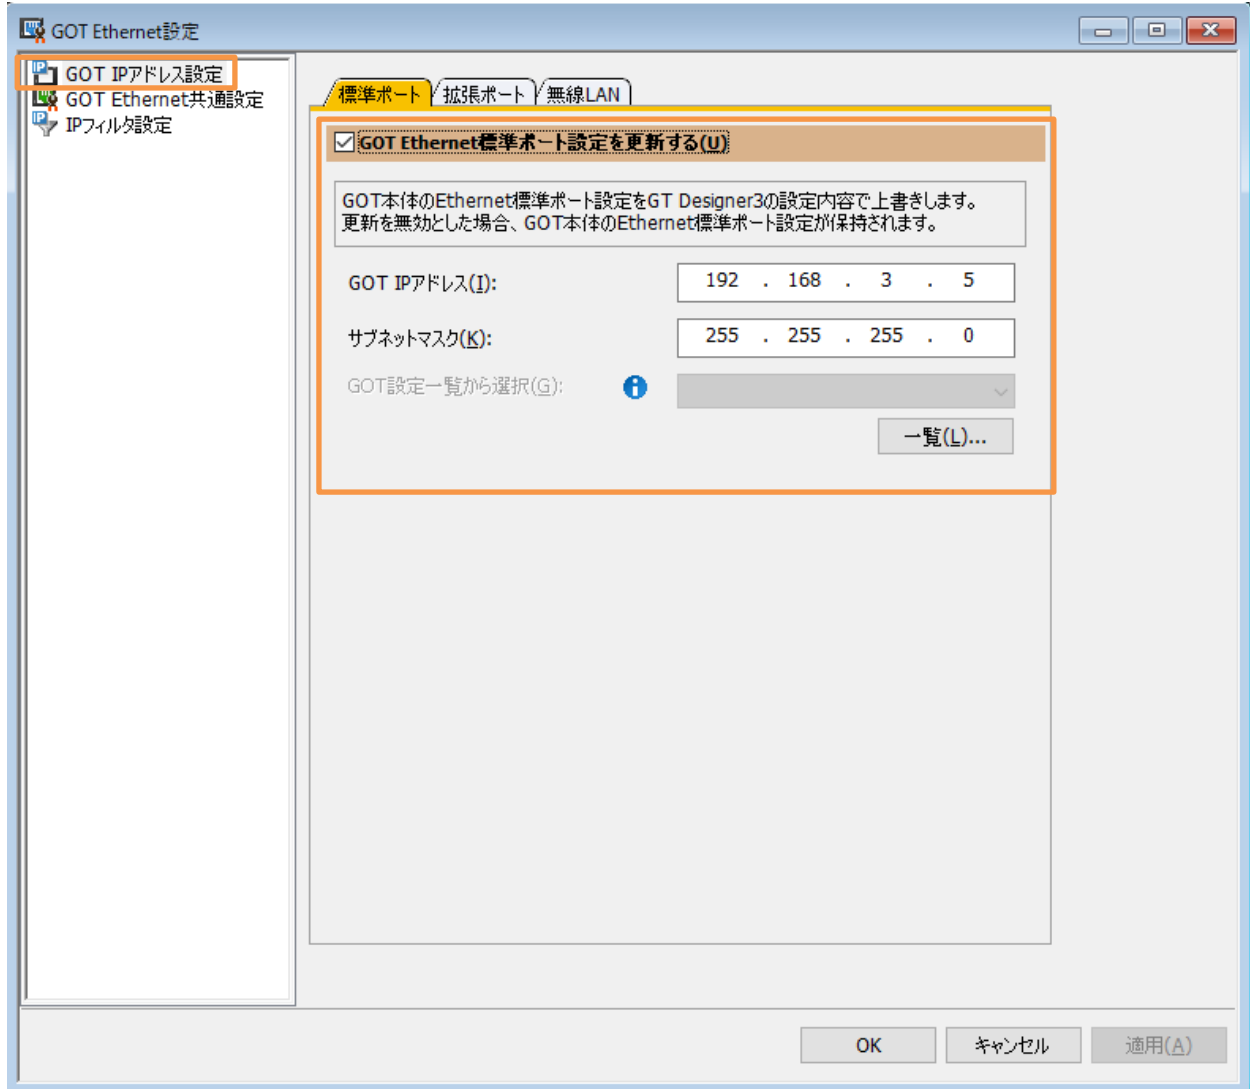 GOT Ethernet設定
GOT IPアドレス設定
GOT Ethernet共通設定
IPフィルタ設定
標準ポート
拡張ポート
無線LAN
GOT Ethernet標準ポート設定を更新する(U)
GOT本体のEthernet標準ポート設定をGT Designer3の設定内容で上書きします。
更新を無効とした場合、GOT本体のEthernet標準ポート設定が保持されます。
GOT IPアドレス(I):
192 . 168 . 3 . 5
サブネットマスク(K):
255 . 255 . 255 . 0
GOT設定一覧から選択(G):
一覧(L)...
OK
キャンセル
適用(A)